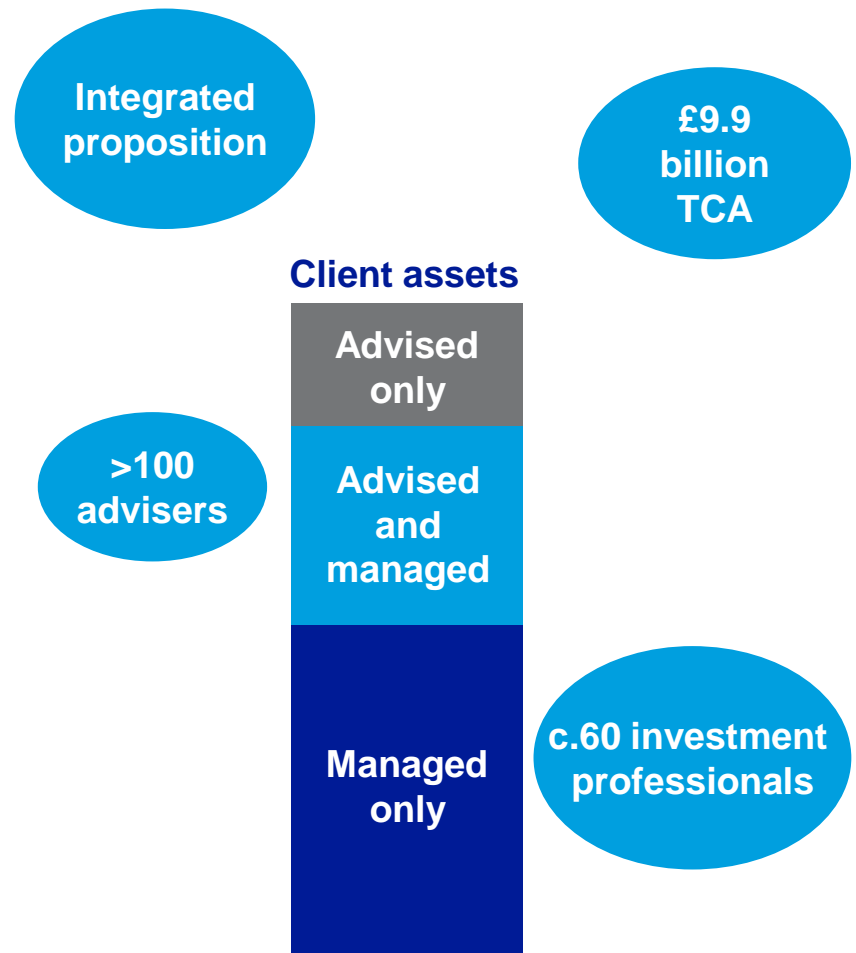 Integrated
proposition
£9.9
billion
TCA
Client assets
Advised
only
>100
advisers
Advised
and
managed
Managed
only
c.60 investment
professionals